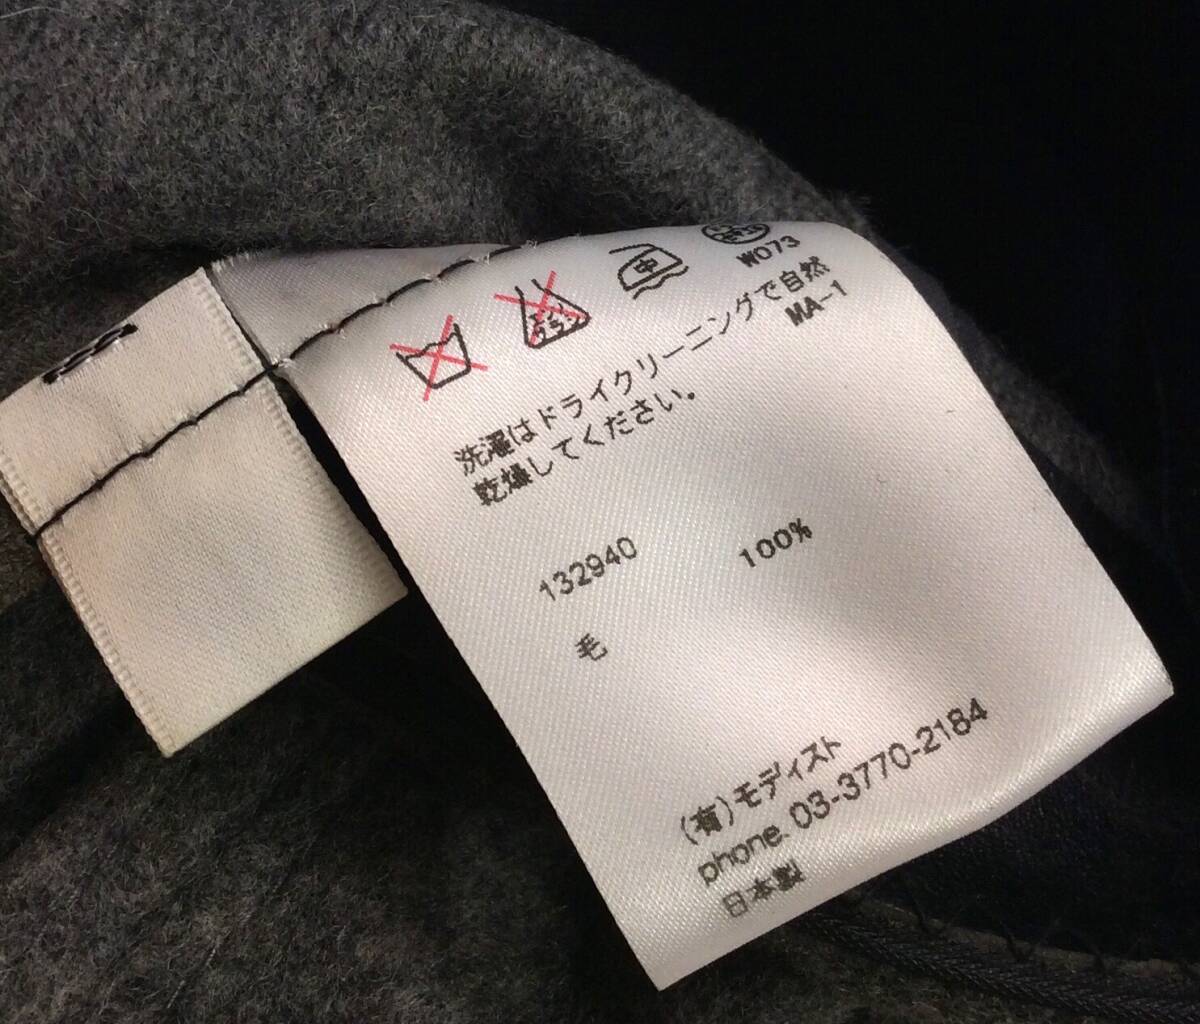 中
W073
MA-1
洗濯はドライクリーニングで自然
乾燥してください。
132940
毛 100%
(有)モディスト
phone. 03-3770-2184
日本製